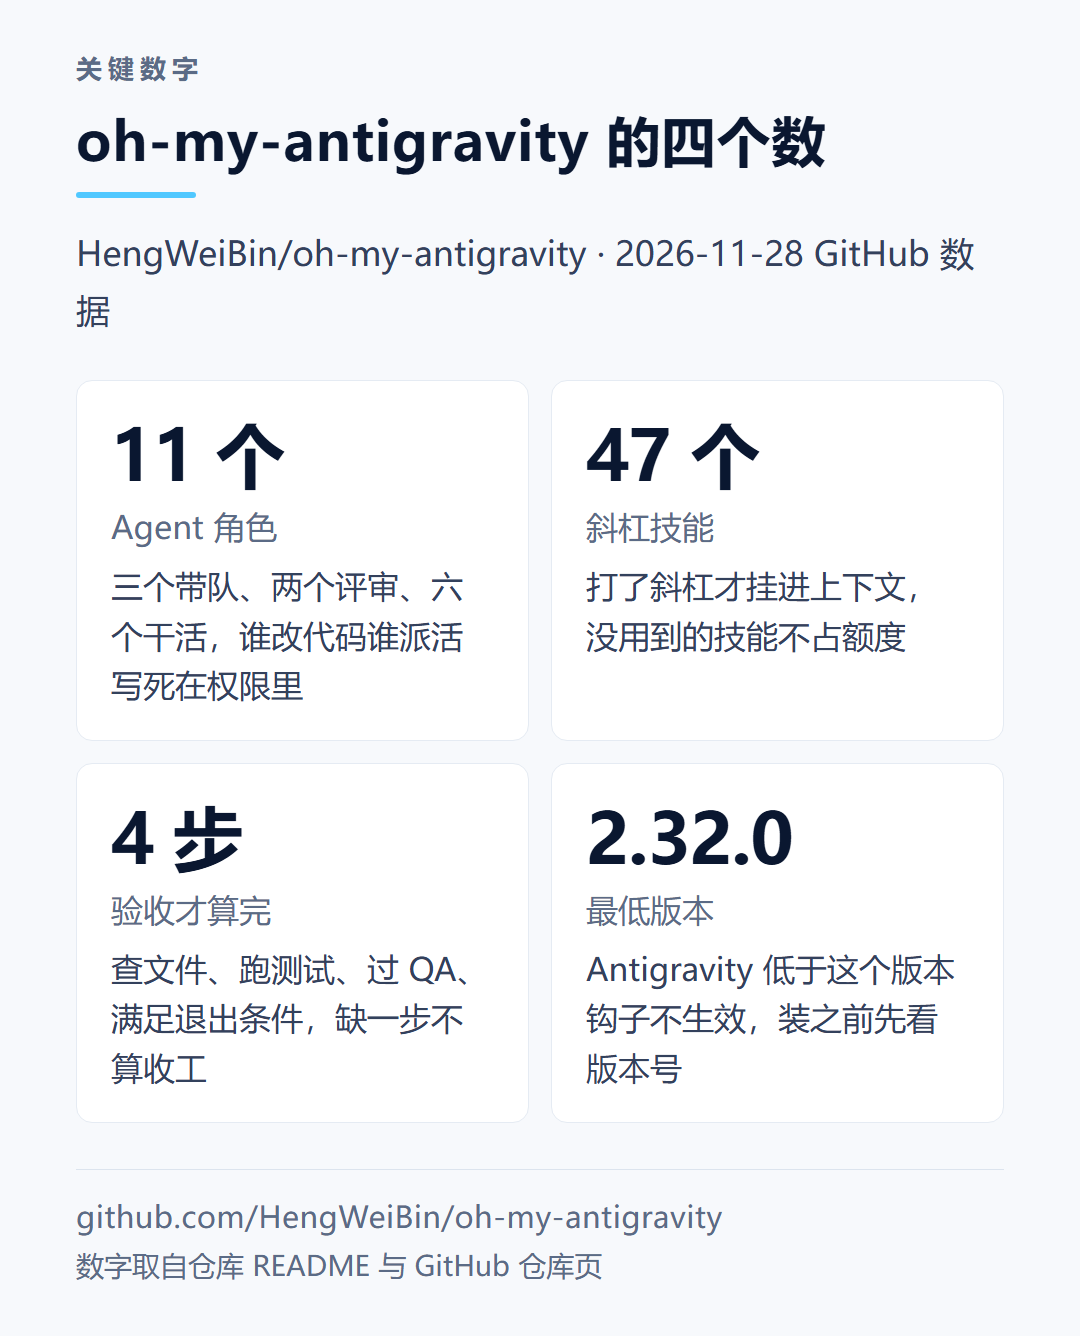 关键数字
oh-my-antigravity 的四个数
HengWeiBin/oh-my-antigravity · 2026-11-28 GitHub 数
据
11 个
Agent 角色
三个带队、两个评审、六
个干活，谁改代码谁派活
写死在权限里
47 个
斜杠技能
打了斜杠才挂进上下文，
没用到的技能不占额度
4 步
验收才算完
查文件、跑测试、过 QA、
满足退出条件，缺一步不
算收工
2.32.0
最低版本
Antigravity 低于这个版本
钩子不生效，装之前先看
版本号
github.com/HengWeiBin/oh-my-antigravity
数字取自仓库 README 与 GitHub 仓库页